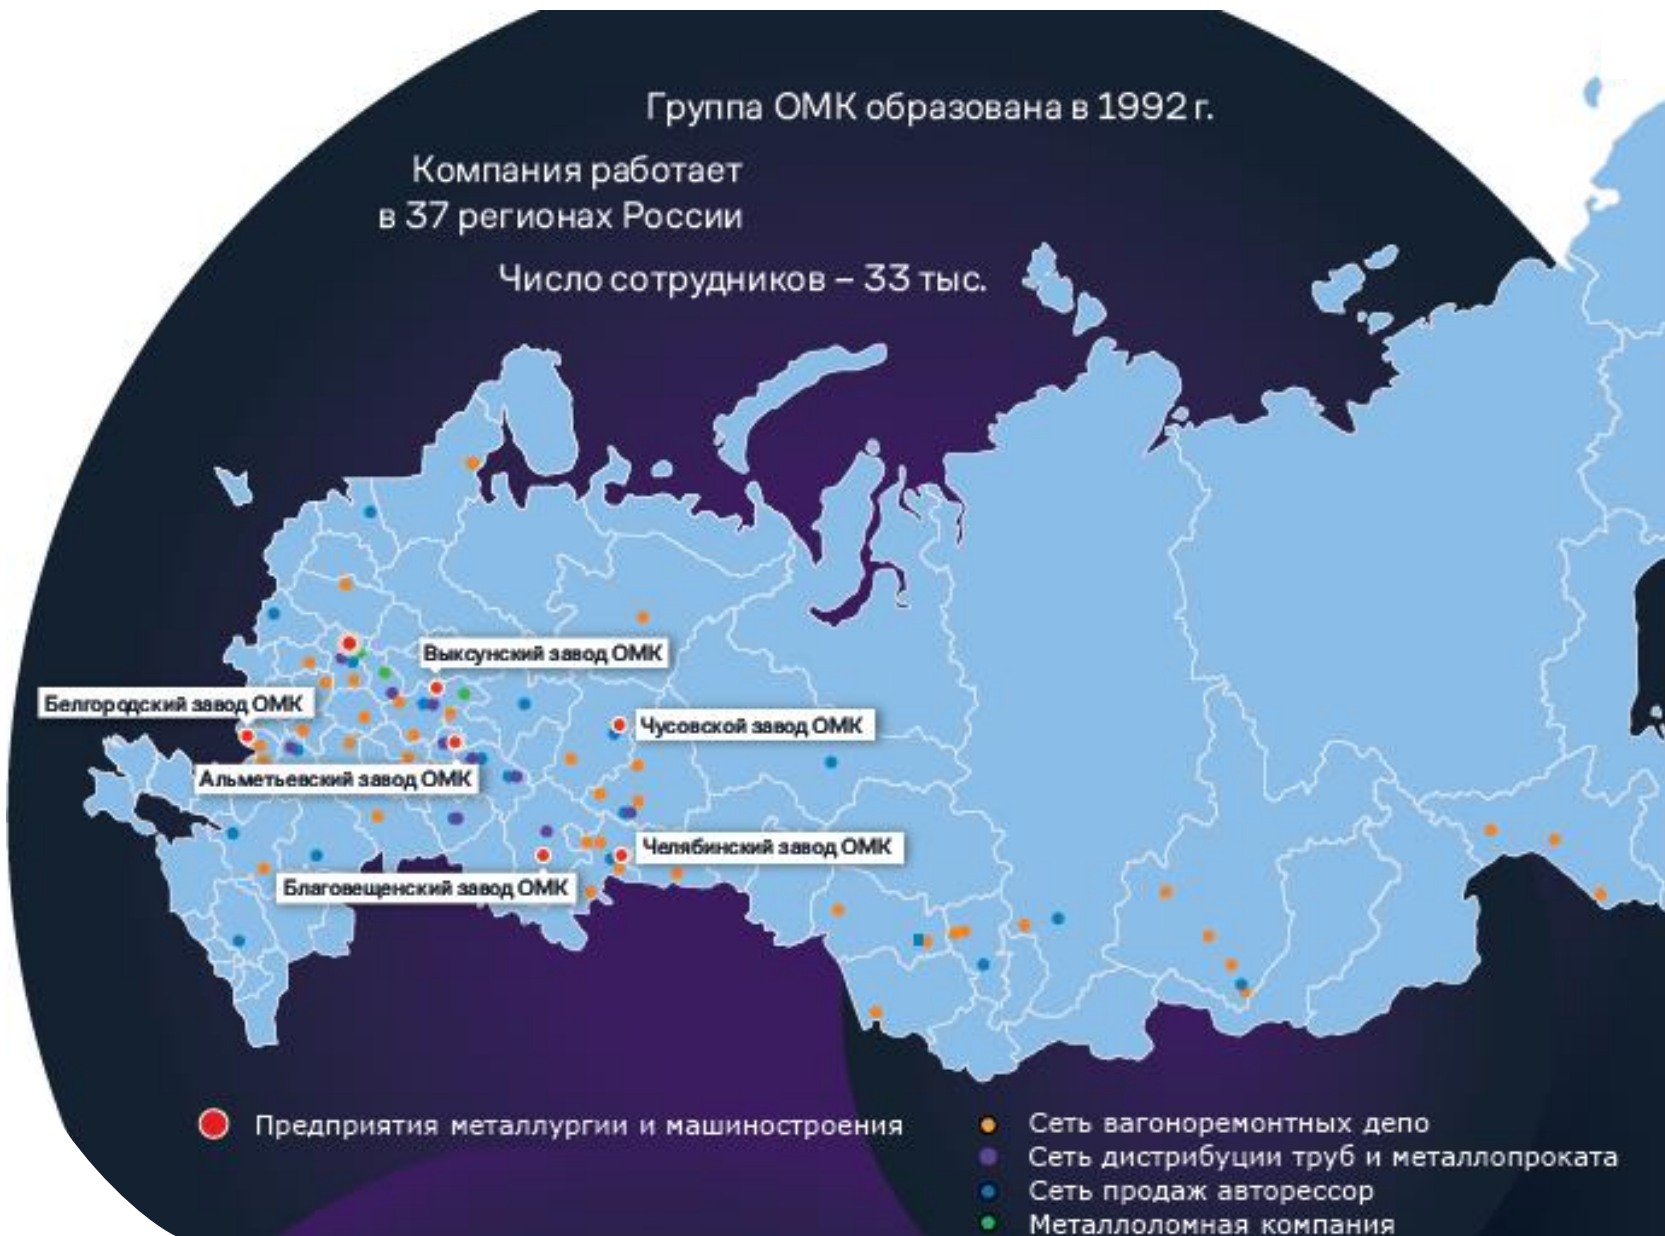 Группа ОМК образована в 1992 г.
Компания работает
в 37 регионах России
Число сотрудников – 33 тыс.
Выксунский завод ОМК
Белгородский завод ОМК
Чусовской завод ОМК
Альметьевский завод ОМК
Челябинский завод ОМК
Благовещенский завод ОМК
Предприятия металлургии и машиностроения
Сеть вагоноремонтных депо
Сеть дистрибуции труб и металлопроката
Сеть продаж авторессор
Металлоломная компания